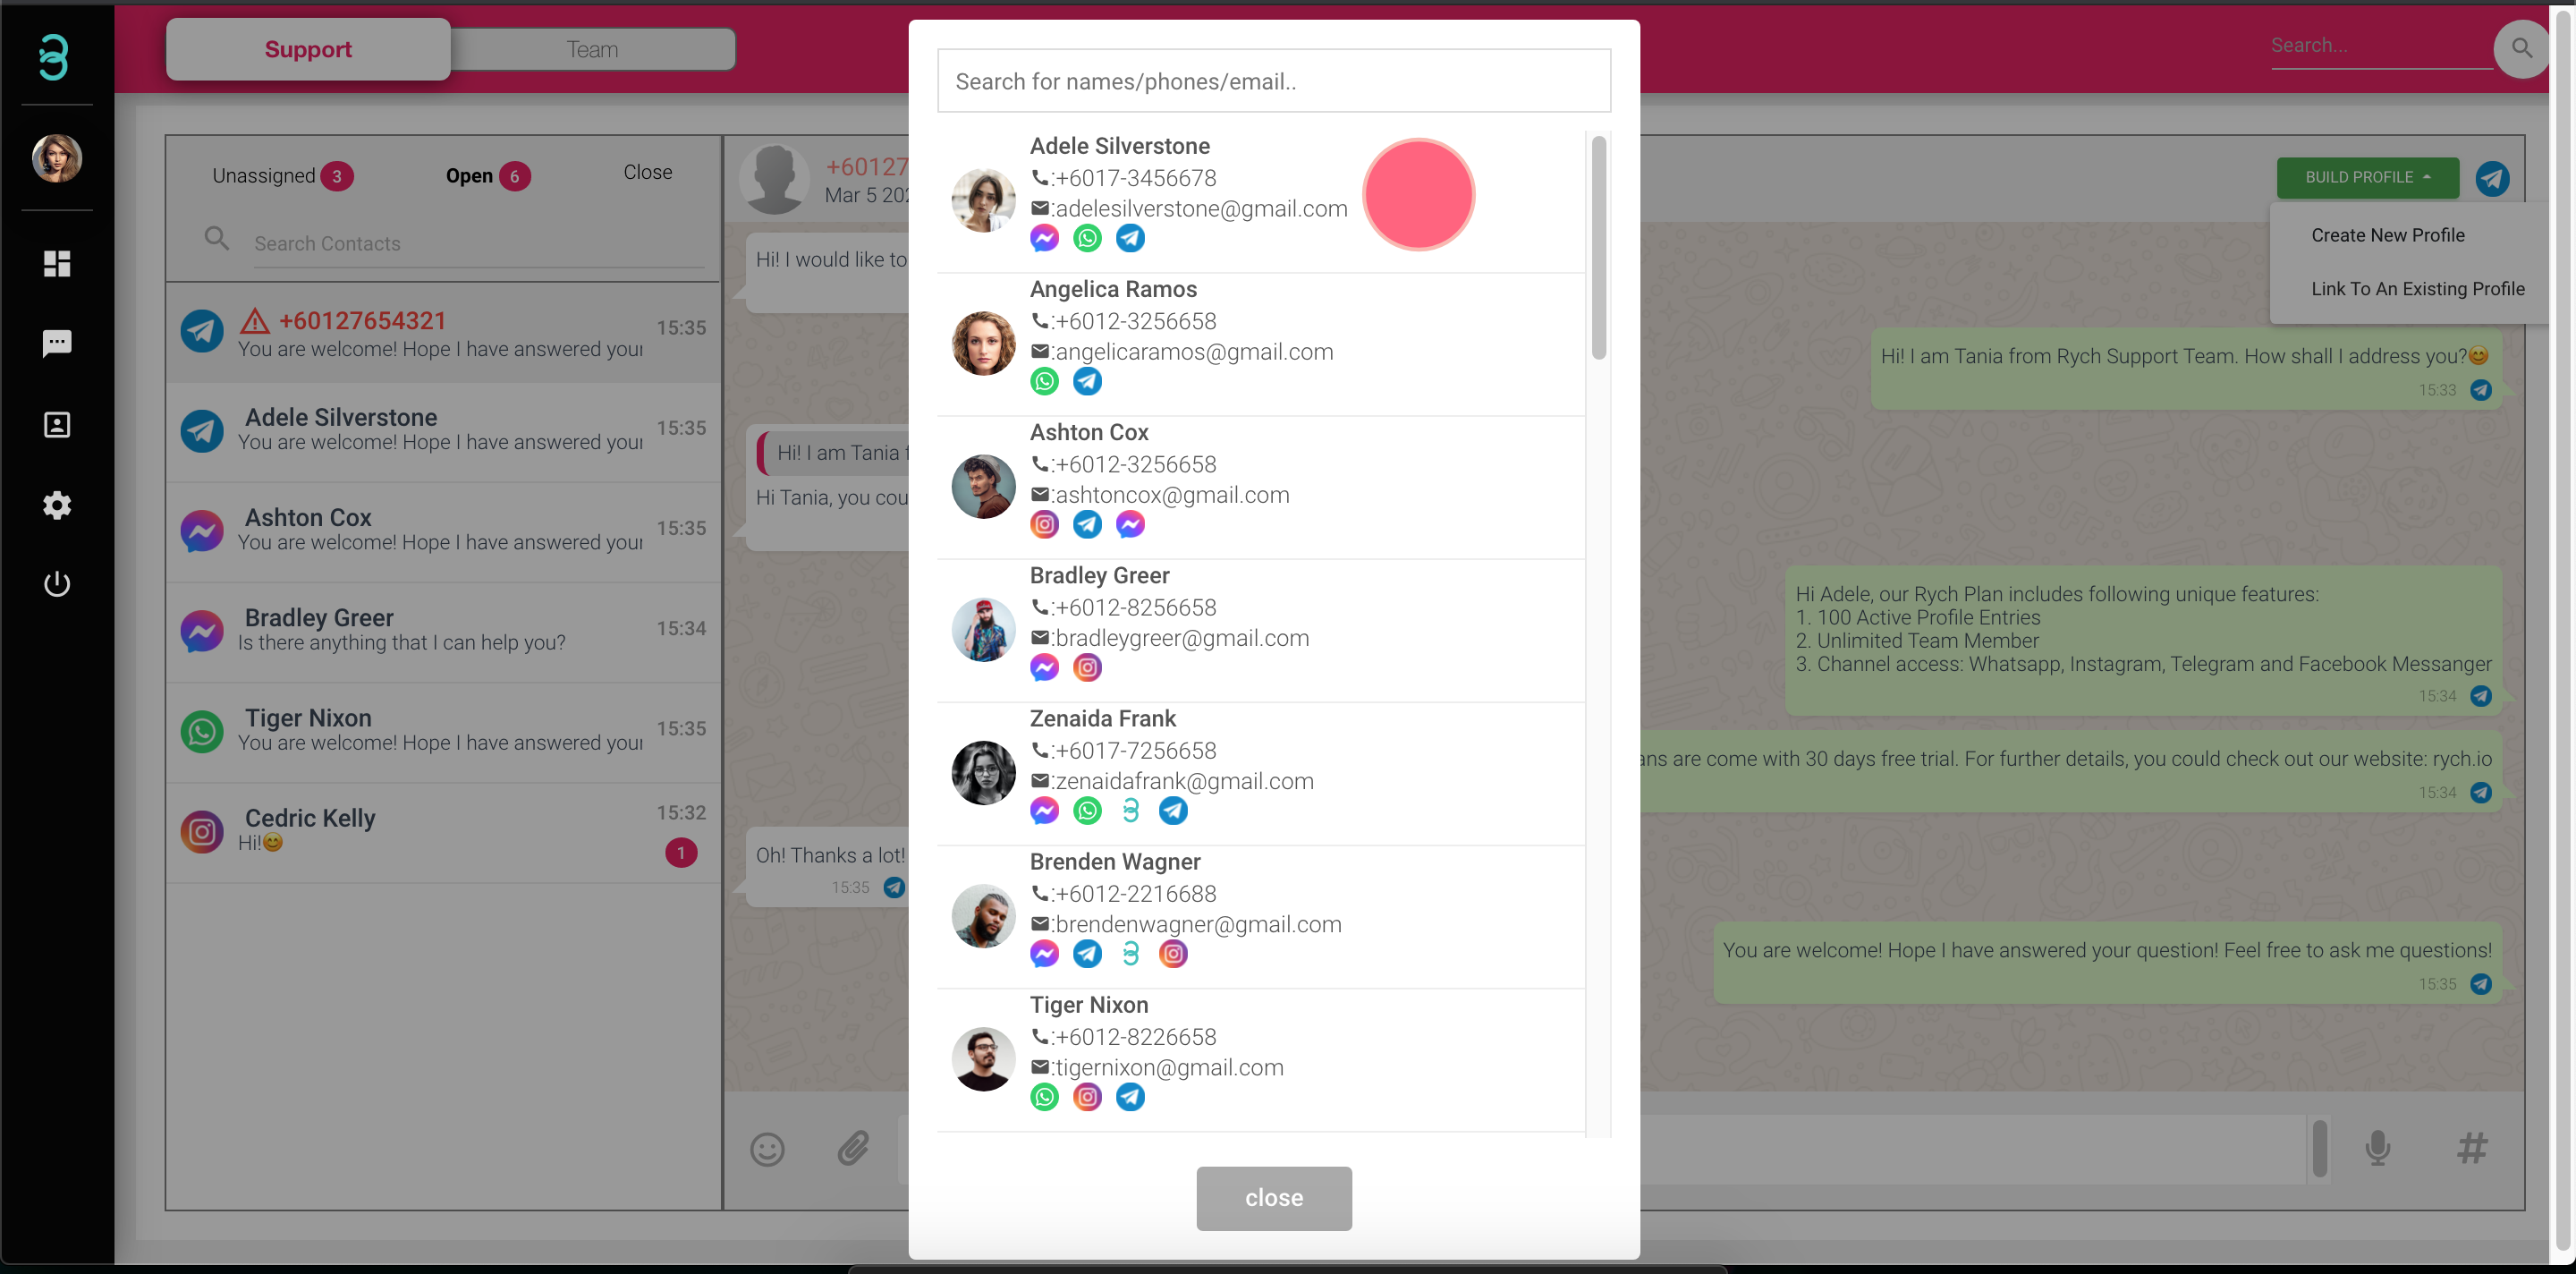 Support
Team
Search...
Search for names/phones/email..
Unassigned 3
Open 6
Close
Search Contacts
+60127654321
15:35
You are welcome! Hope I have answered your
Adele Silverstone
15:35
You are welcome! Hope I have answered your
Ashton Cox
15:35
You are welcome! Hope I have answered your
Bradley Greer
15:34
Is there anything that I can help you?
Tiger Nixon
15:35
You are welcome! Hope I have answered your
Cedric Kelly
15:32
Hi!😊
1
+60127
Mar 5 202
Hi! I would like to
Hi! I am Tania f
Hi Tania, you cou
Oh! Thanks a lot!
15:35
Adele Silverstone
:+6017-3456678
:adelesilverstone@gmail.com
Angelica Ramos
:+6012-3256658
:angelicaramos@gmail.com
Ashton Cox
:+6012-3256658
:ashtoncox@gmail.com
Bradley Greer
:+6012-8256658
:bradleygreer@gmail.com
Zenaida Frank
:+6017-7256658
:zenaidafrank@gmail.com
Brenden Wagner
:+6012-2216688
:brendenwagner@gmail.com
Tiger Nixon
:+6012-8226658
:tigernixon@gmail.com
close
BUILD PROFILE
Create New Profile
Link To An Existing Profile
Hi! I am Tania from Rych Support Team. How shall I address you?😊
15:33
Hi Adele, our Rych Plan includes following unique features:
1. 100 Active Profile Entries
2. Unlimited Team Member
3. Channel access: Whatsapp, Instagram, Telegram and Facebook Messanger
15:34
ans are come with 30 days free trial. For further details, you could check out our website: rych.io
15:34
You are welcome! Hope I have answered your question! Feel free to ask me questions!
15:35
#